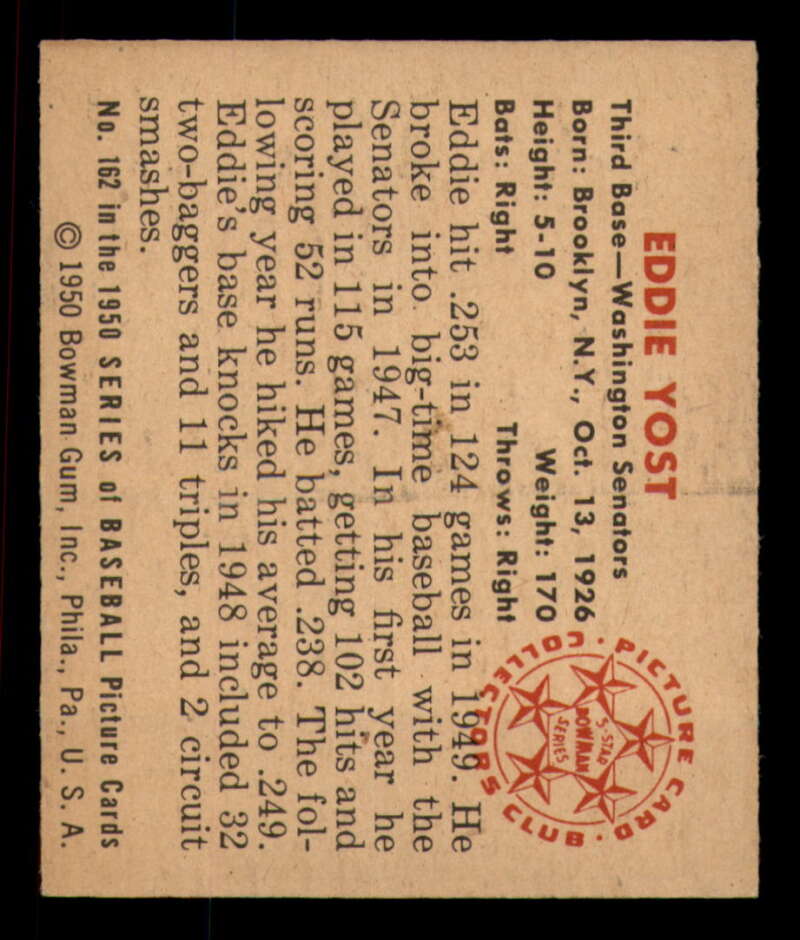 EDDIE YOST
Third Base—Washington Senators
Born: Brooklyn, N.Y., Oct. 13, 1926
Height: 5-10 Weight: 170
Bats: Right Throws: Right
Eddie hit .253 in 124 games in 1949. He
broke into big-time baseball with the
Senators in 1947. In his first year he
played in 115 games, getting 102 hits and
scoring 52 runs. He batted .238. The fol-
lowing year he hiked his average to .249.
Eddie's base knocks in 1948 included 32
two-baggers and 11 triples, and 2 circuit
smashes.
No. 162 in the 1950 SERIES of BASEBALL Picture Cards
© 1950 Bowman Gum, Inc., Phila., Pa., U. S. A.
PICTURE CARD · COLLECTORS CLUB ·
5-STAR
BOWMAN
SERIES